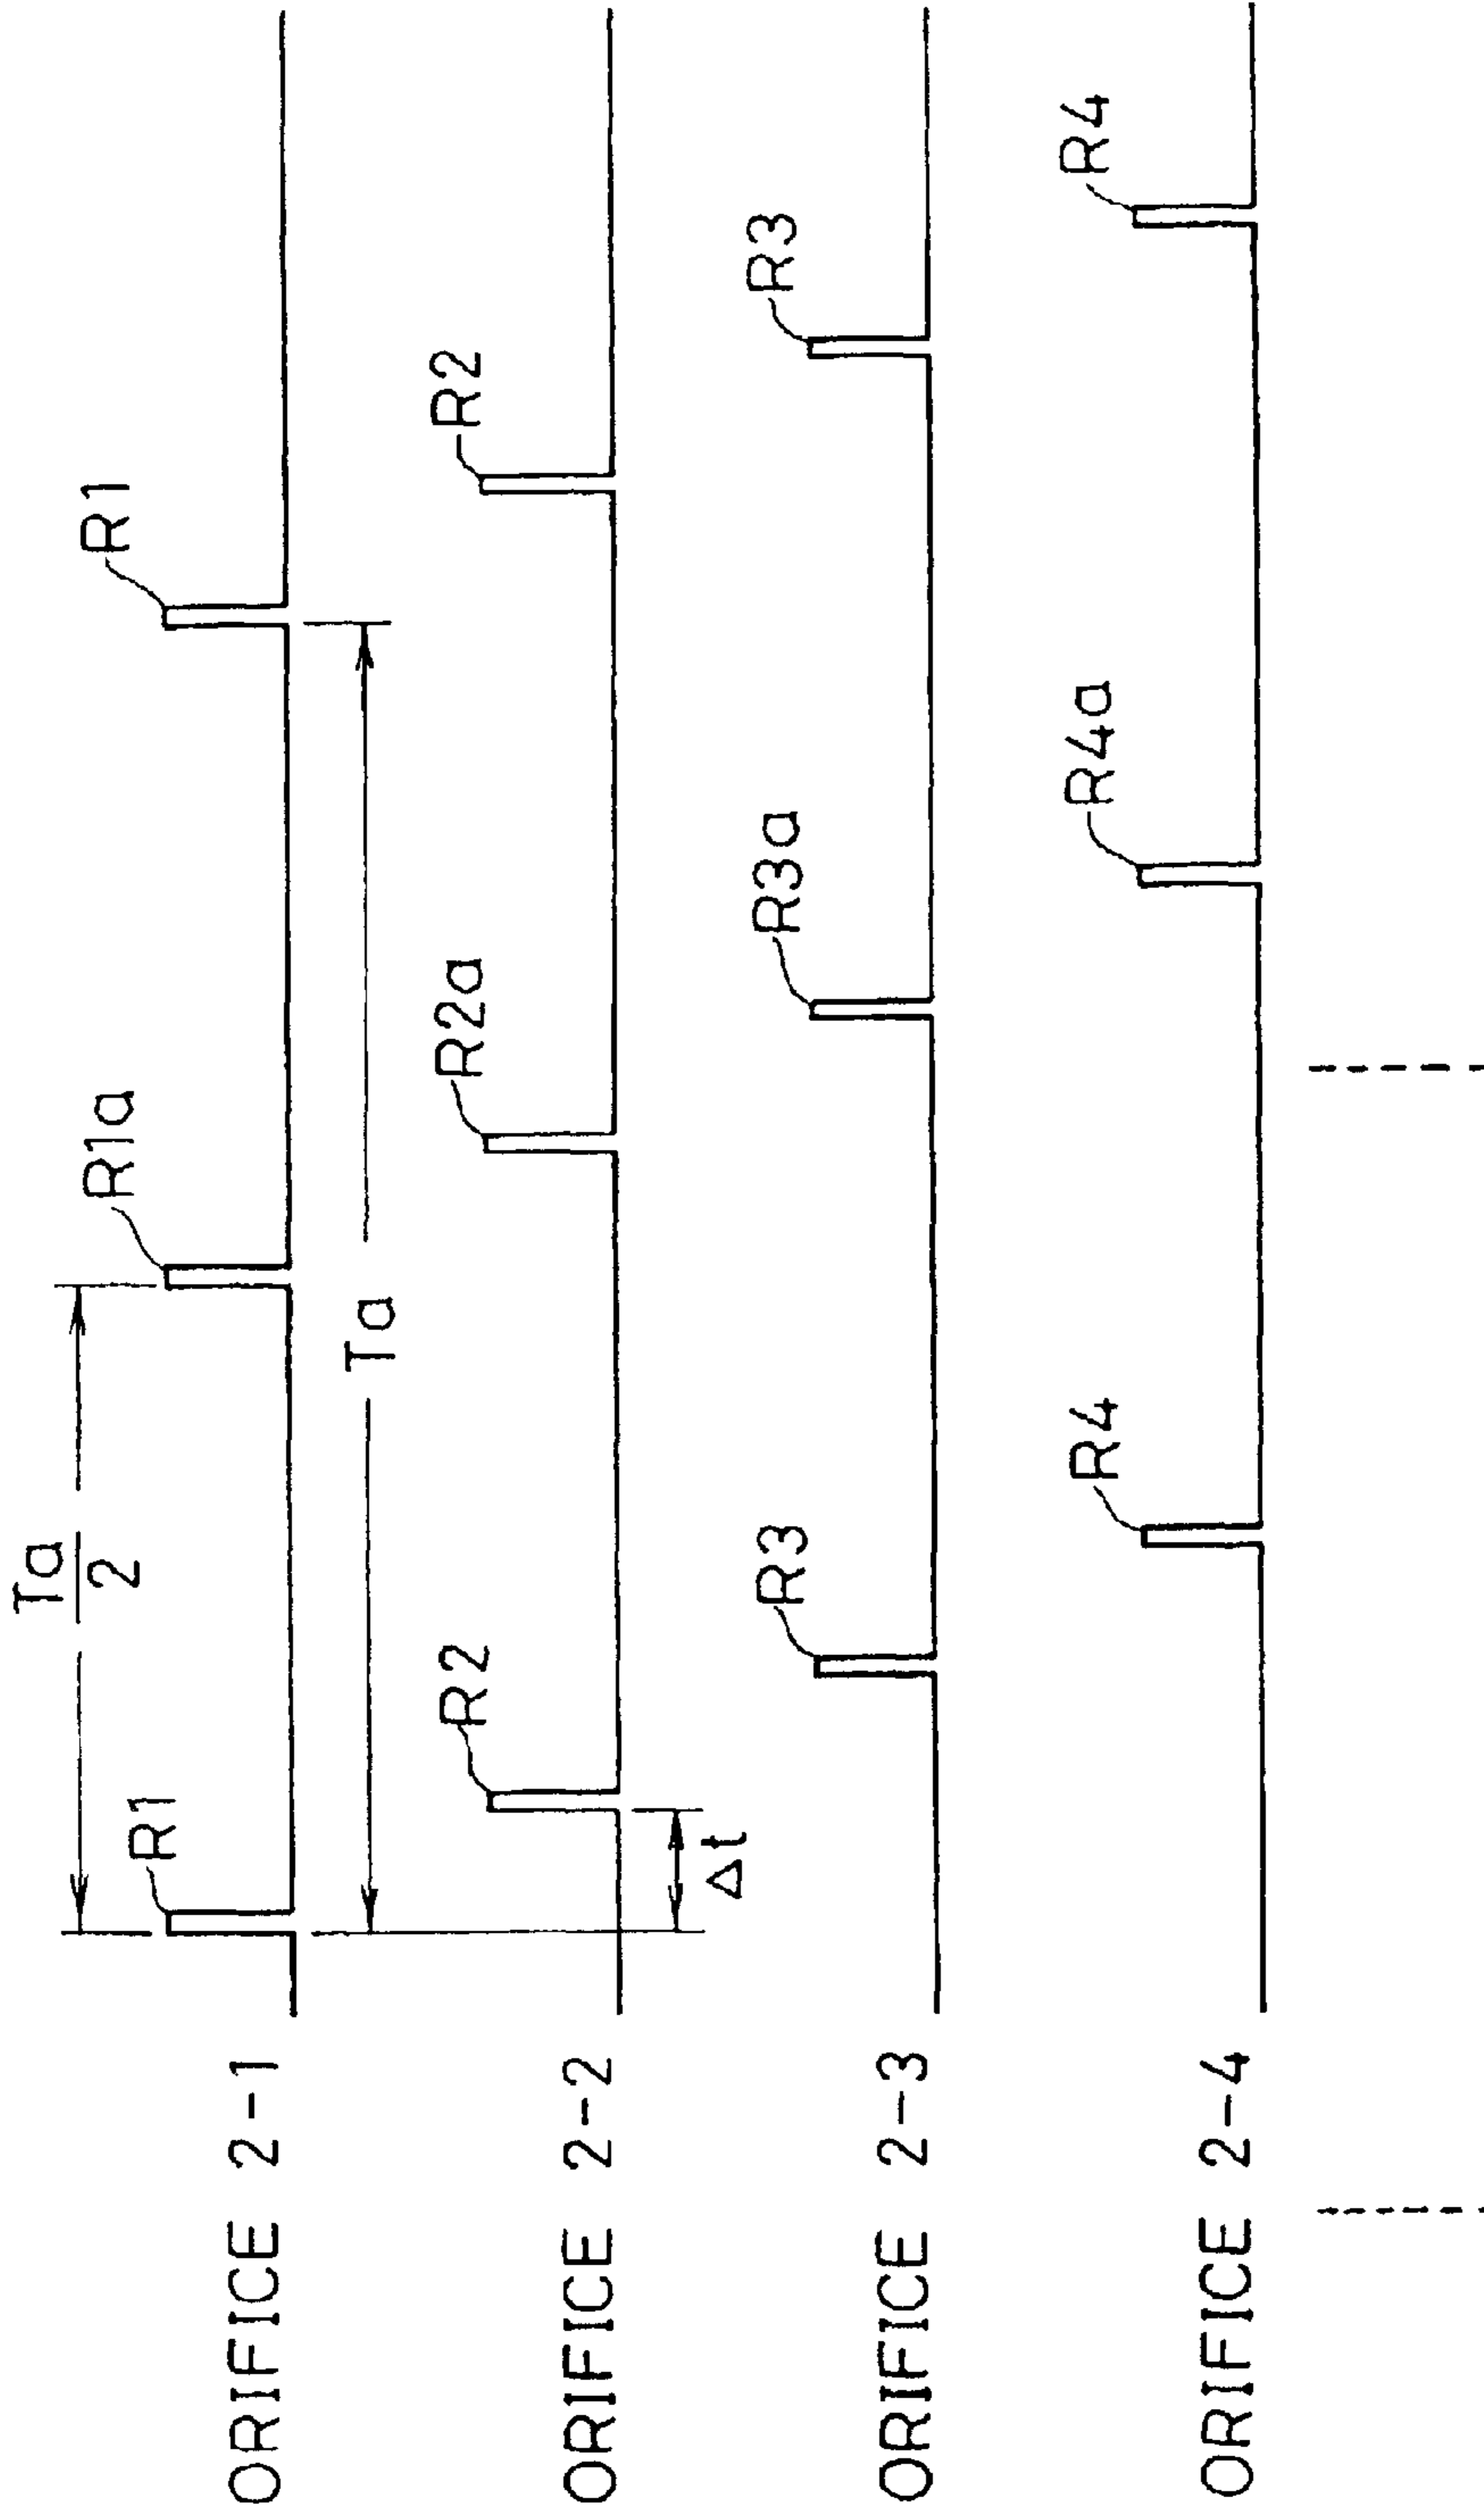 Ta
2
R1
R1a
R1
ORIFICE 2-1
Ta
R2
R2a
R2
ORIFICE 2-2
Δt
R3
R3a
R3
ORIFICE 2-3
R4
R4a
R4
ORIFICE 2-4